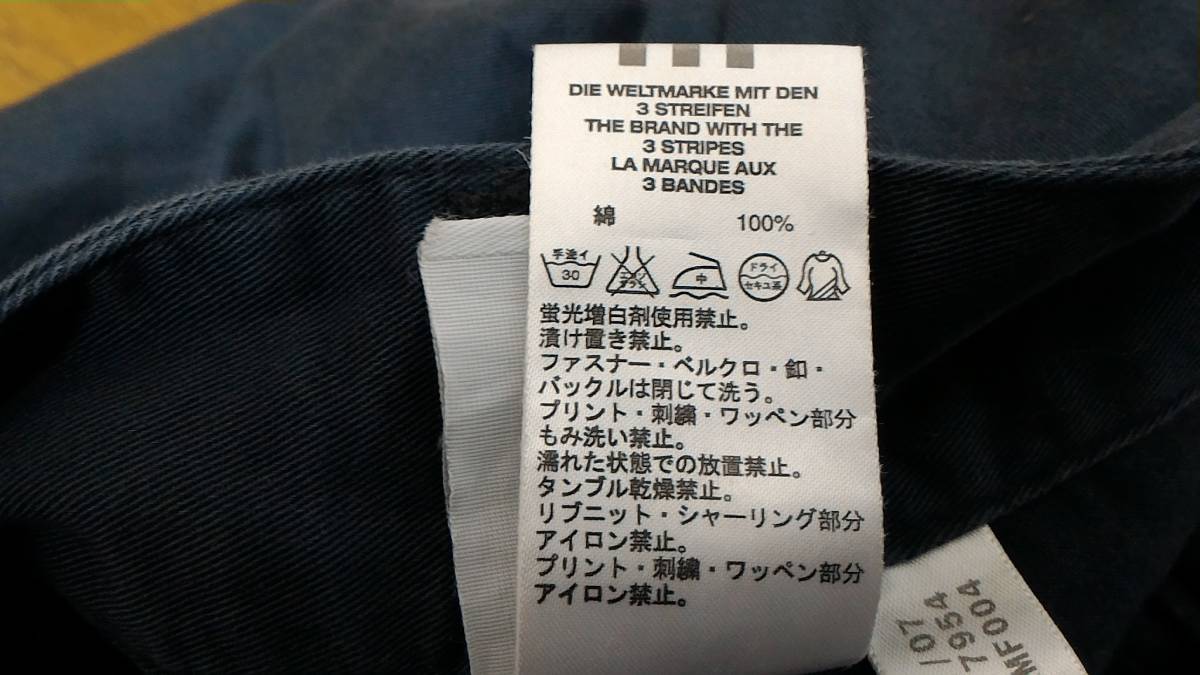 DIE WELTMARKE MIT DEN
3 STREIFEN
THE BRAND WITH THE
3 STRIPES
LA MARQUE AUX
3 BANDES
綿 100%
手洗イ
30
エンソ
サラシ
中
ドライ
セキユ系
蛍光増白剤使用禁止。
漬け置き禁止。
ファスナー・ベルクロ・釦・
バックルは閉じて洗う。
プリント・刺繍・ワッペン部分
もみ洗い禁止。
濡れた状態での放置禁止。
タンブル乾燥禁止。
リブニット・シャーリング部分
アイロン禁止。
プリント・刺繍・ワッペン部分
アイロン禁止。
/07
7954
MF004